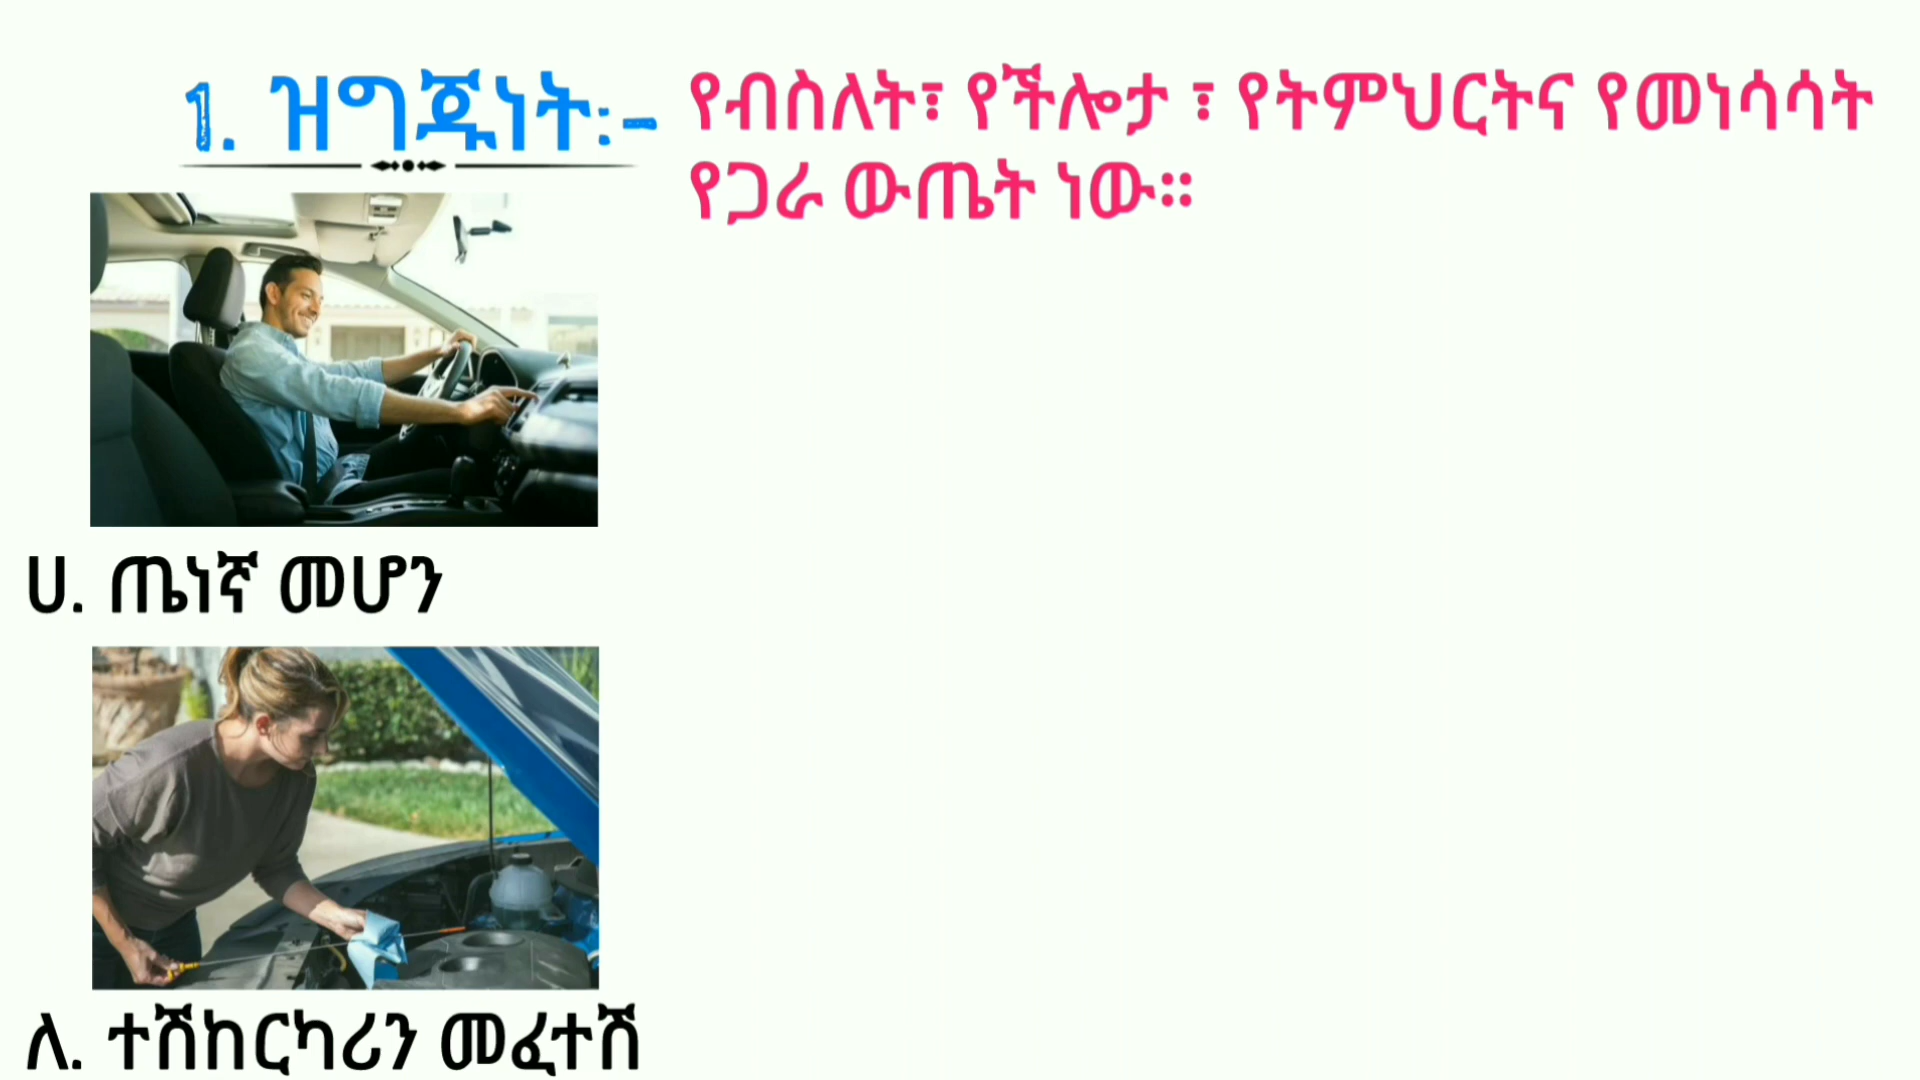 1. ዝግጁነት:-
የብስለት፣ የችሎታ ፣ የትምህርትና የመነሳሳት
የጋራ ውጤት ነው።
ሀ. ጤነኛ መሆን
ለ. ተሽከርካሪን መፈተሽ